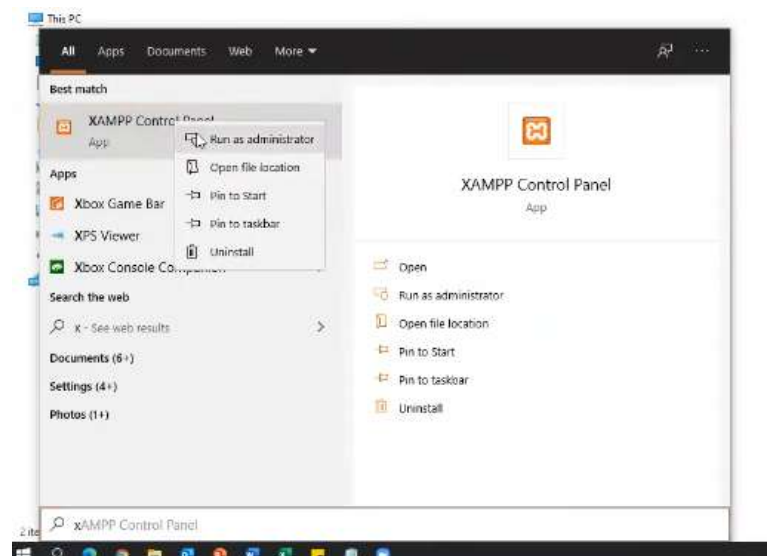 This PC
All Apps Documents Web More
Best match
XAMPP Control Panel
App
Run as administrator
Open file location
Pin to Start
Pin to taskbar
Uninstall
Apps
Xbox Game Bar
XPS Viewer
Xbox Console
Search the web
x - See web results
Documents (6+)
Settings (4+)
Photos (1+)
XAMPP Control Panel
App
Open
Run as administrator
Open file location
Pin to Start
Pin to taskbar
Uninstall
xAMPP Control Panel